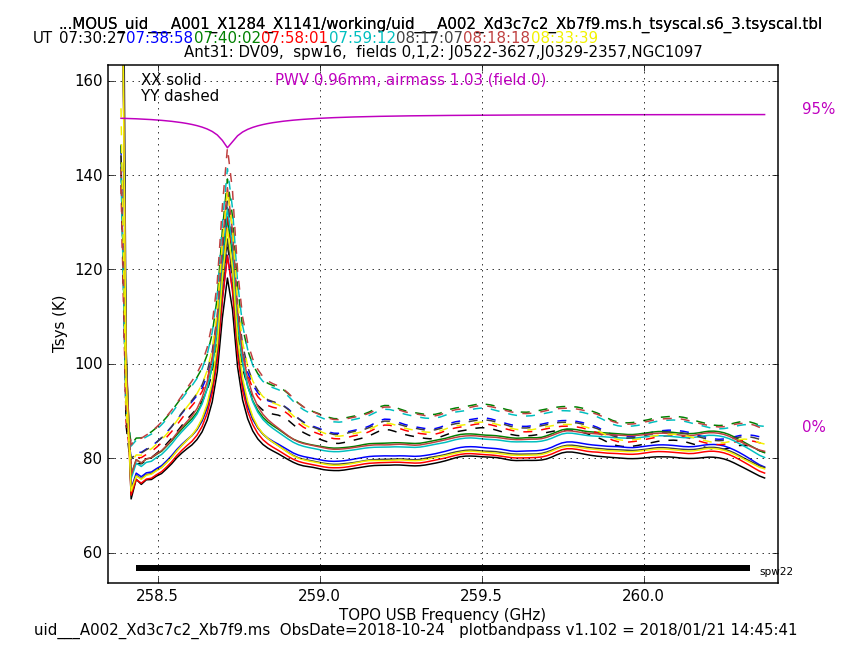 ...MOUS_uid___A001_X1284_X1141/working/uid___A002_Xd3c7c2_Xb7f9.ms.h_tsyscal.s6_3.tsyscal.tbl
UT 07:30:27 07:38:58 07:40:02 07:58:01 07:59:12 08:17:07 08:18:18 08:33:39
Ant31: DV09,  spw16,  fields 0,1,2: J0522-3627,J0329-2357,NGC1097
XX solid
PWV 0.96mm, airmass 1.03 (field 0)
YY dashed
160
140
120
100
80
60
Tsys (K)
95%
0%
spw22
258.5
259.0
259.5
260.0
TOPO USB Frequency (GHz)
uid___A002_Xd3c7c2_Xb7f9.ms  ObsDate=2018-10-24   plotbandpass v1.102 = 2018/01/21 14:45:41